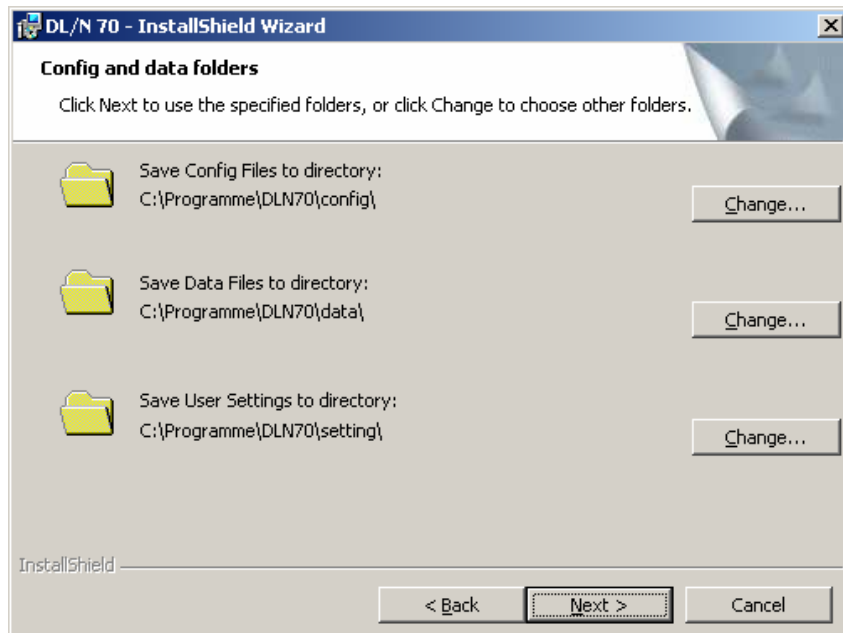 DL/N 70 - InstallShield Wizard
Config and data folders
Click Next to use the specified folders, or click Change to choose other folders.
Save Config Files to directory:
C:\Programme\DLN70\config\
Change...
Save Data Files to directory:
C:\Programme\DLN70\data\
Change...
Save User Settings to directory:
C:\Programme\DLN70\setting\
Change...
InstallShield
< Back
Next >
Cancel